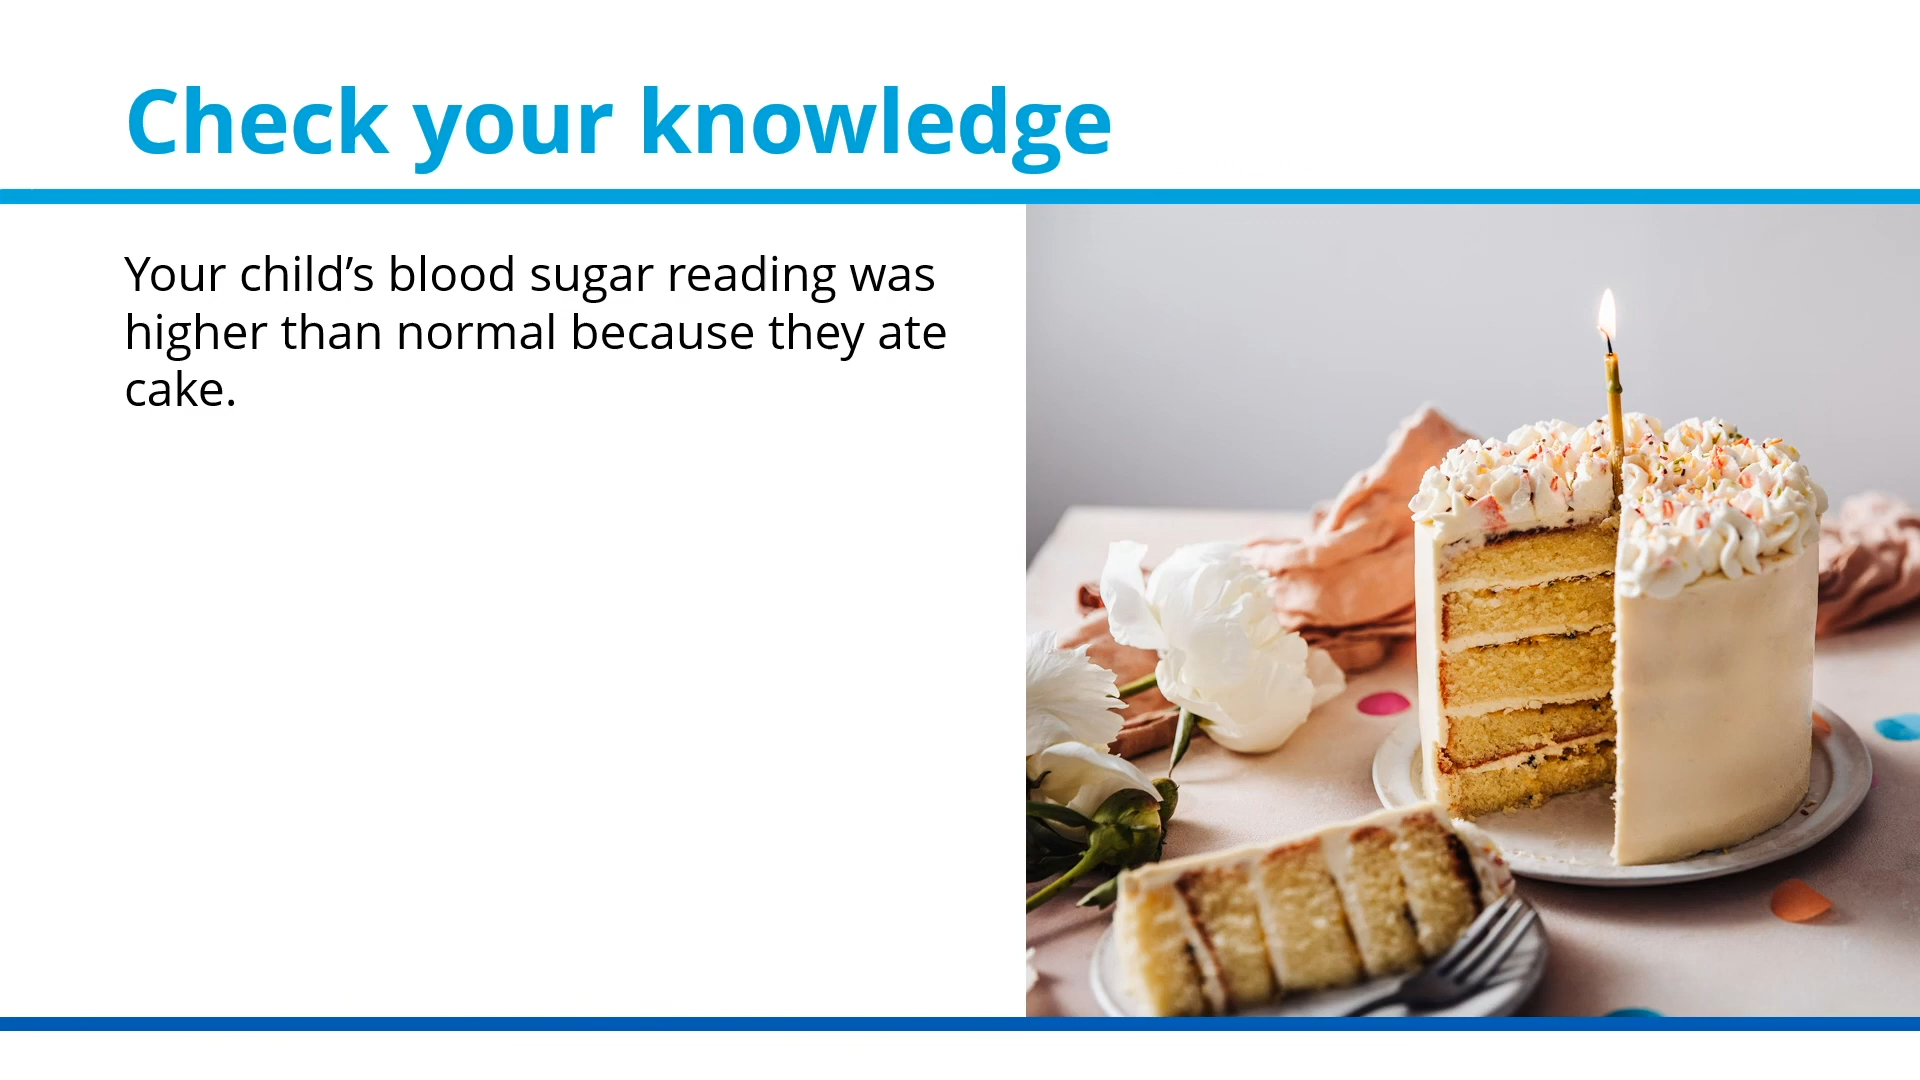 Check your knowledge
Your child’s blood sugar reading was
higher than normal because they ate
cake.